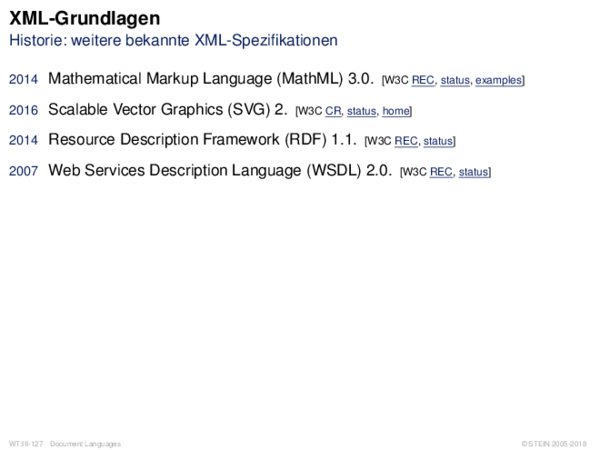 XML-Grundlagen
Historie: weitere bekannte XML-Spezifikationen
2014 Mathematical Markup Language (MathML) 3.0. [W3C REC, status, examples]
2016 Scalable Vector Graphics (SVG) 2. [W3C CR, status, home]
2014 Resource Description Framework (RDF) 1.1. [W3C REC, status]
2007 Web Services Description Language (WSDL) 2.0. [W3C REC, status]
WT:III-127 Document Languages © STEIN 2005-2018